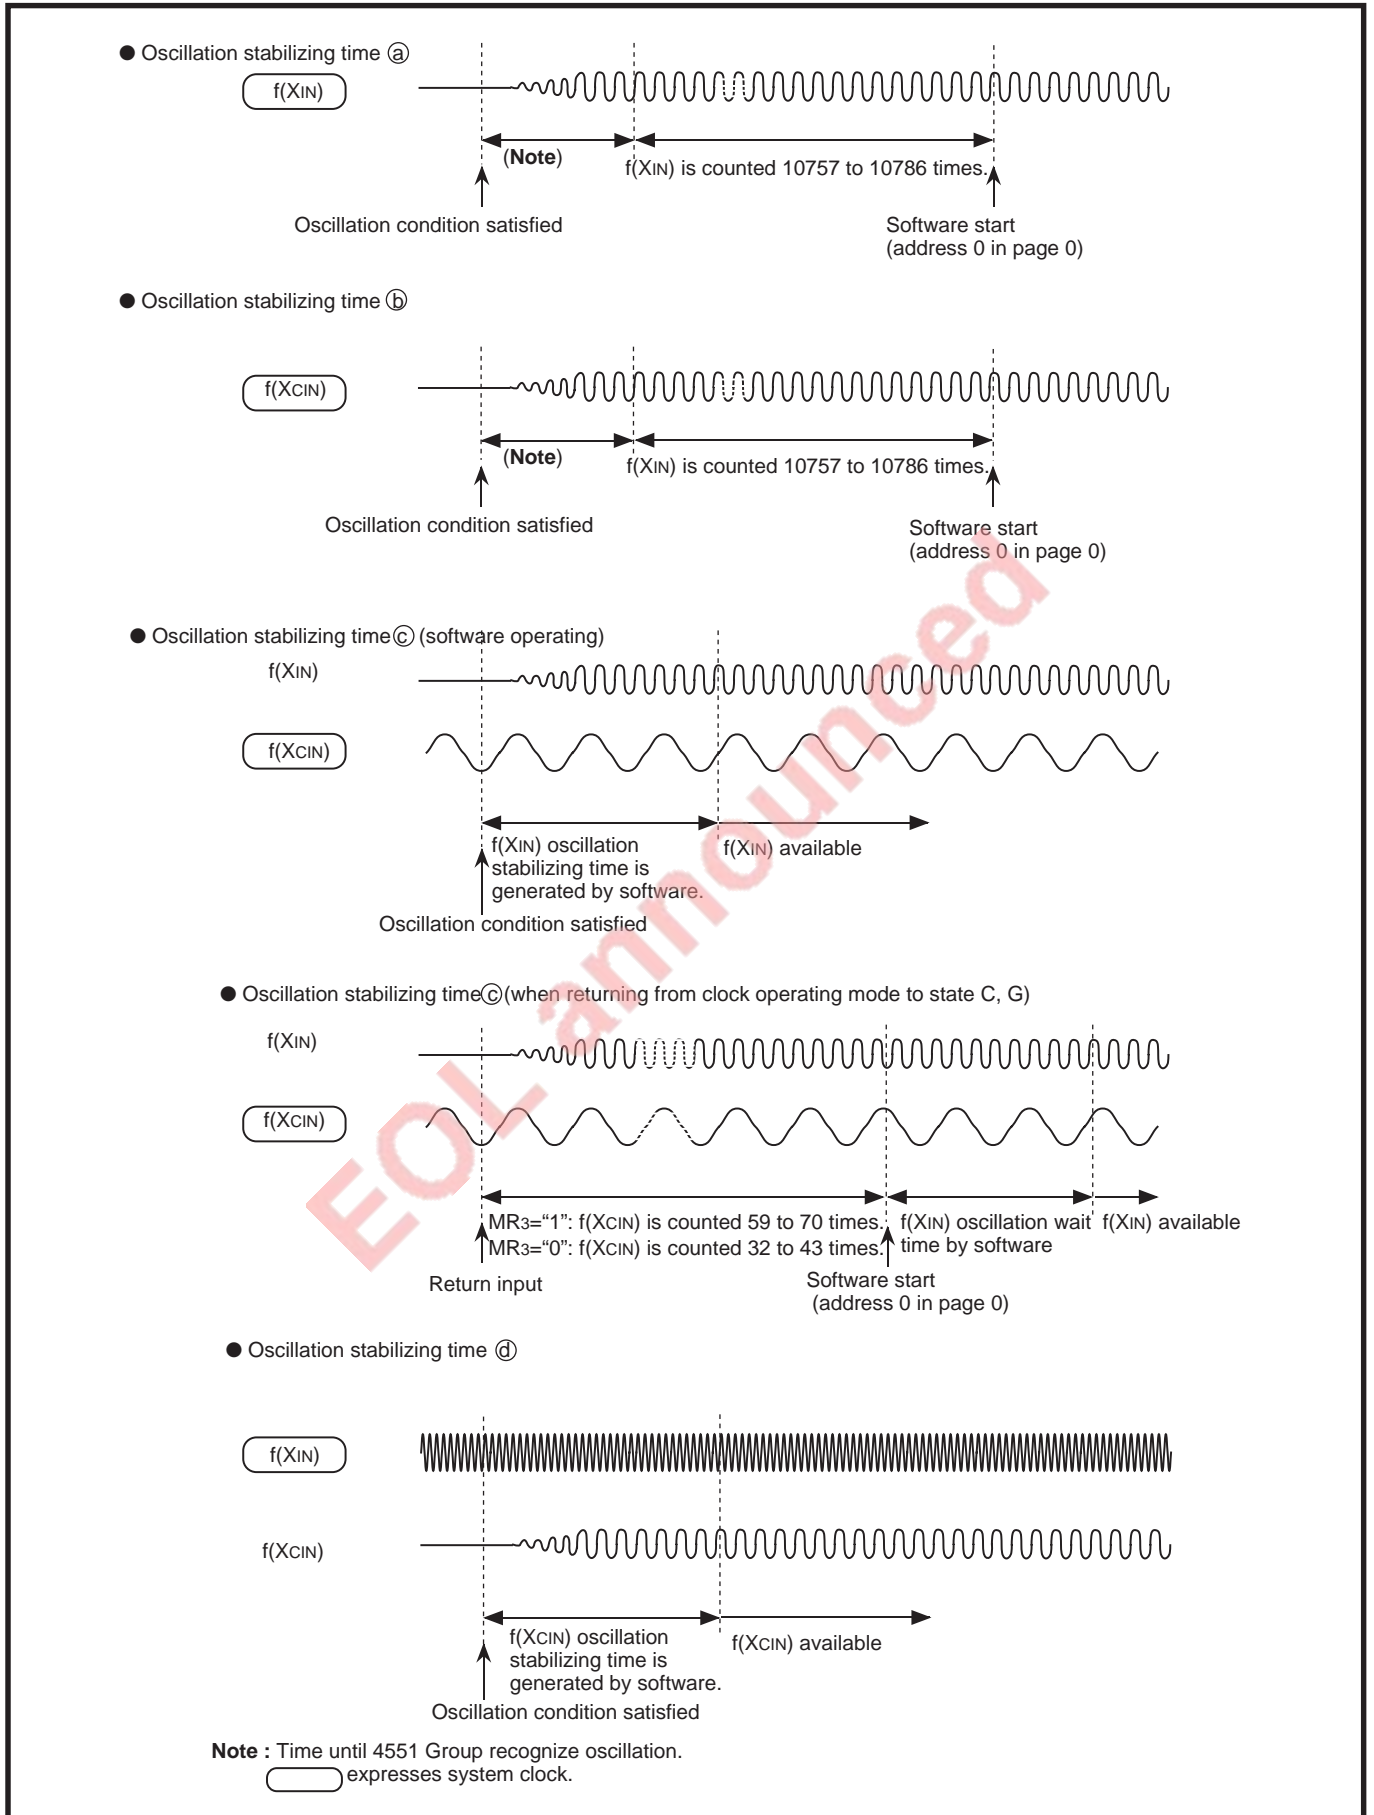 ● Oscillation stabilizing time ⓐ
f(XIN)
(Note)
f(XIN) is counted 10757 to 10786 times.
Oscillation condition satisfied
Software start
(address 0 in page 0)
● Oscillation stabilizing time ⓑ
f(XCIN)
(Note)
f(XIN) is counted 10757 to 10786 times.
Oscillation condition satisfied
Software start
(address 0 in page 0)
● Oscillation stabilizing time ⓒ (software operating)
f(XIN)
f(XCIN)
f(XIN) oscillation
stabilizing time is
generated by software.
f(XIN) available
Oscillation condition satisfied
● Oscillation stabilizing time ⓒ (when returning from clock operating mode to state C, G)
f(XIN)
f(XCIN)
MR3=“1”: f(XCIN) is counted 59 to 70 times.
MR3=“0”: f(XCIN) is counted 32 to 43 times.
f(XIN) oscillation wait
time by software
f(XIN) available
Return input
Software start
(address 0 in page 0)
● Oscillation stabilizing time ⓓ
f(XIN)
f(XCIN)
f(XCIN) oscillation
stabilizing time is
generated by software.
f(XCIN) available
Oscillation condition satisfied
Note : Time until 4551 Group recognize oscillation.
expresses system clock.
EOL announced